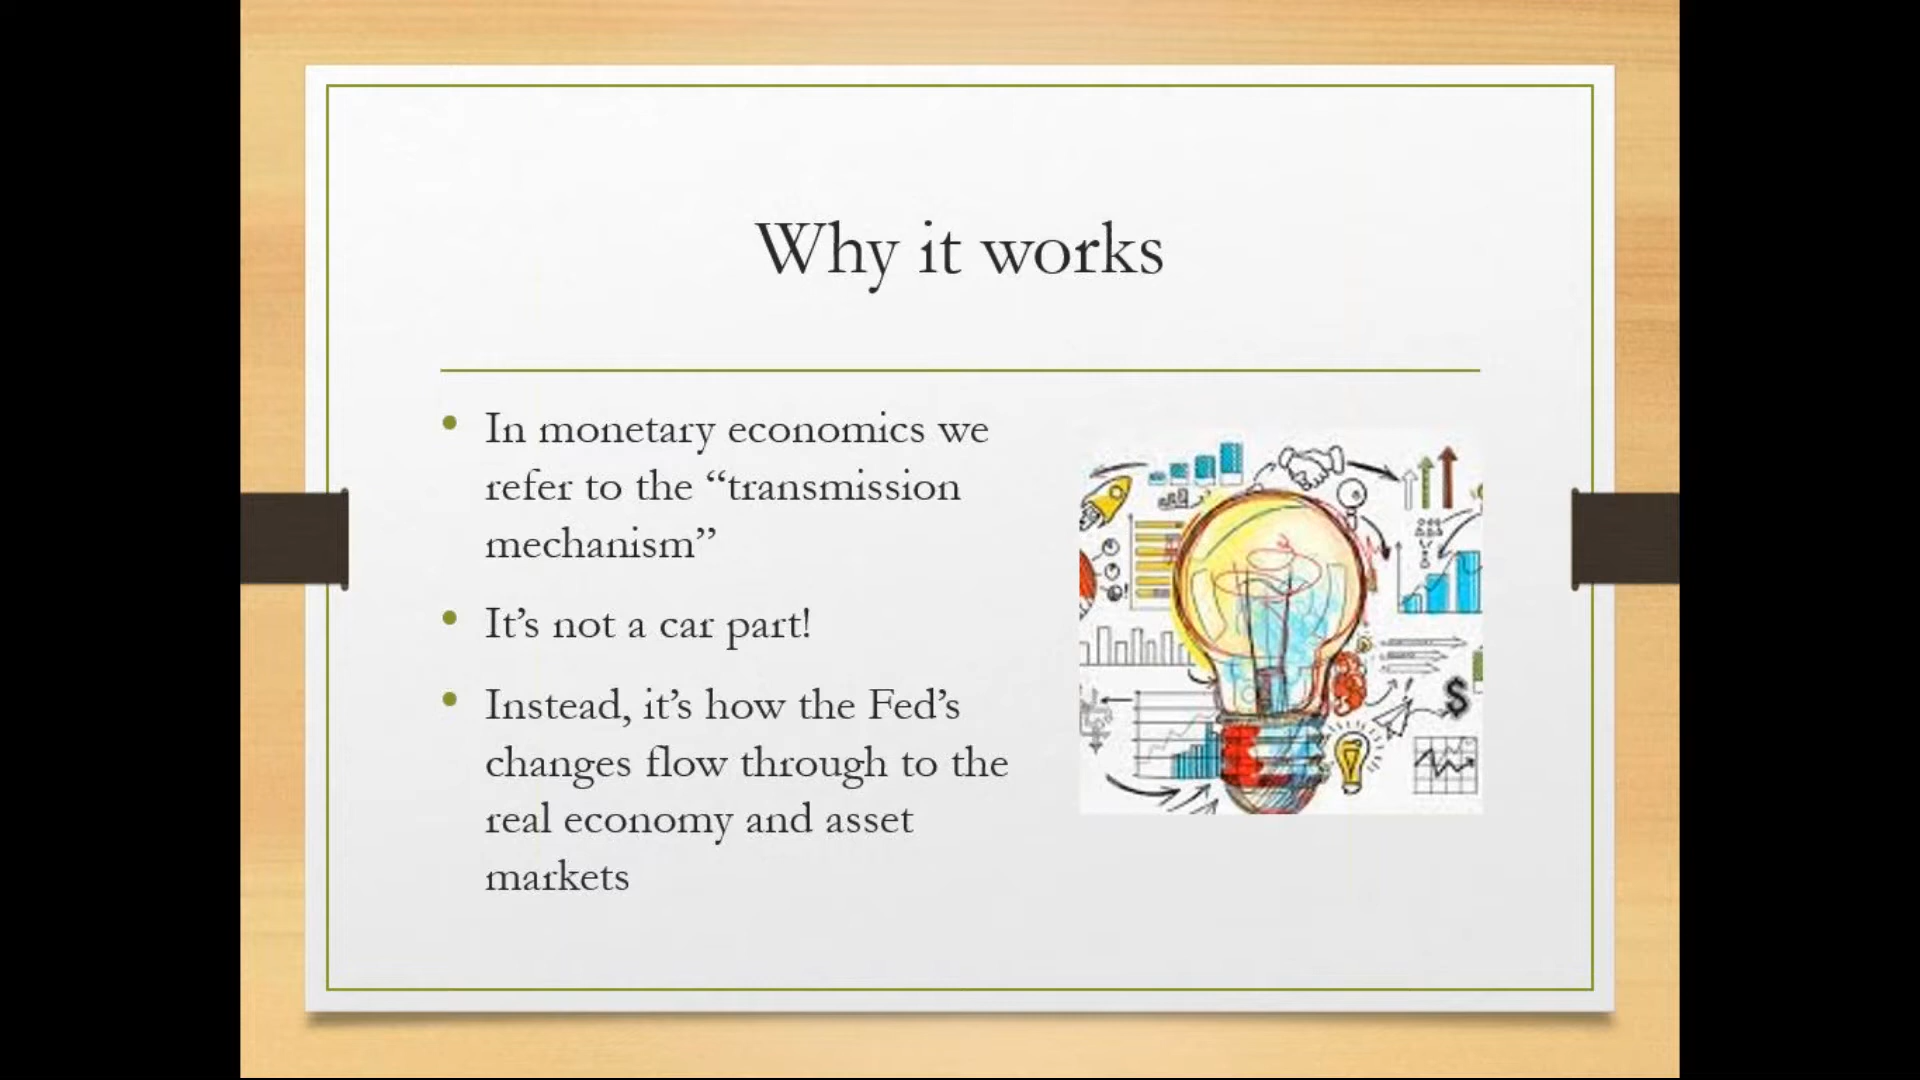 Why it works
• In monetary economics we
refer to the “transmission
mechanism”
• It’s not a car part!
• Instead, it’s how the Fed’s
changes flow through to the
real economy and asset
markets
$